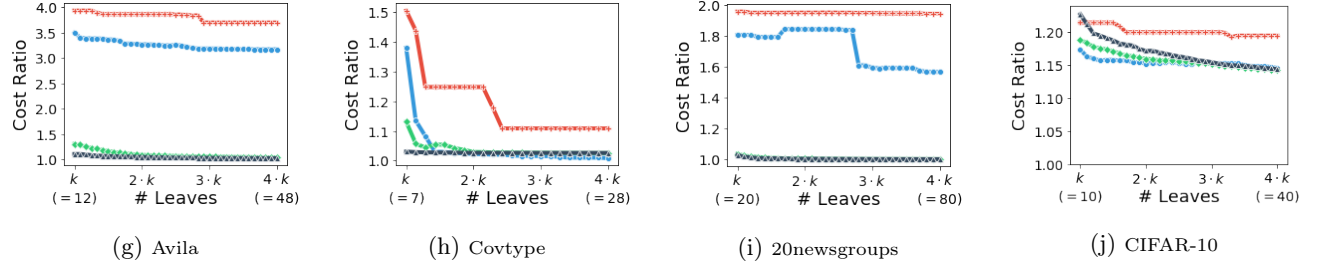 Cost Ratio
4.0
3.5
3.0
2.5
2.0
1.5
1.0
k 2 · k 3 · k 4 · k
(=12) # Leaves (=48)
(g) Avila
Cost Ratio
1.5
1.4
1.3
1.2
1.1
1.0
k 2 · k 3 · k 4 · k
(=7) # Leaves (=28)
(h) Covtype
Cost Ratio
2.0
1.8
1.6
1.4
1.2
1.0
k 2 · k 3 · k 4 · k
(=20) # Leaves (=80)
(i) 20newsgroups
Cost Ratio
1.20
1.15
1.10
1.05
1.00
k 2 · k 3 · k 4 · k
(=10) # Leaves (=40)
(j) CIFAR-10